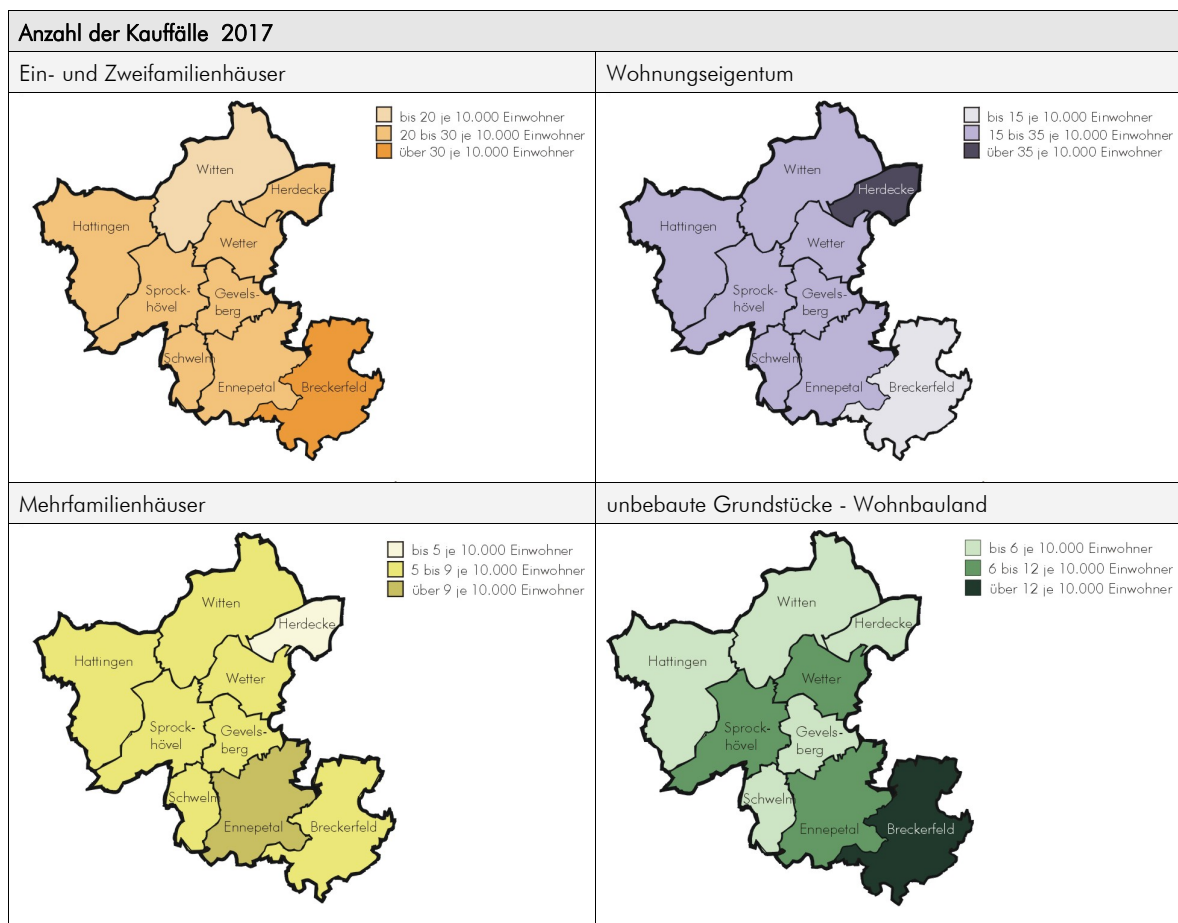 Anzahl der Kauffälle 2017
Ein- und Zweifamilienhäuser
bis 20 je 10.000 Einwohner
20 bis 30 je 10.000 Einwohner
über 30 je 10.000 Einwohner
Witten
Herdecke
Hattingen
Wetter
Sprock-
hövel
Gevels-
berg
Schwelm
Ennepetal
Breckerfeld
Wohnungseigentum
bis 15 je 10.000 Einwohner
15 bis 35 je 10.000 Einwohner
über 35 je 10.000 Einwohner
Witten
Herdecke
Hattingen
Wetter
Sprock-
hövel
Gevels-
berg
Schwelm
Ennepetal
Breckerfeld
Mehrfamilienhäuser
bis 5 je 10.000 Einwohner
5 bis 9 je 10.000 Einwohner
über 9 je 10.000 Einwohner
Witten
Herdecke
Hattingen
Wetter
Sprock-
hövel
Gevels-
berg
Schwelm
Ennepetal
Breckerfeld
unbebaute Grundstücke - Wohnbauland
bis 6 je 10.000 Einwohner
6 bis 12 je 10.000 Einwohner
über 12 je 10.000 Einwohner
Witten
Herdecke
Hattingen
Wetter
Sprock-
hövel
Gevels-
berg
Schwelm
Ennepetal
Breckerfeld